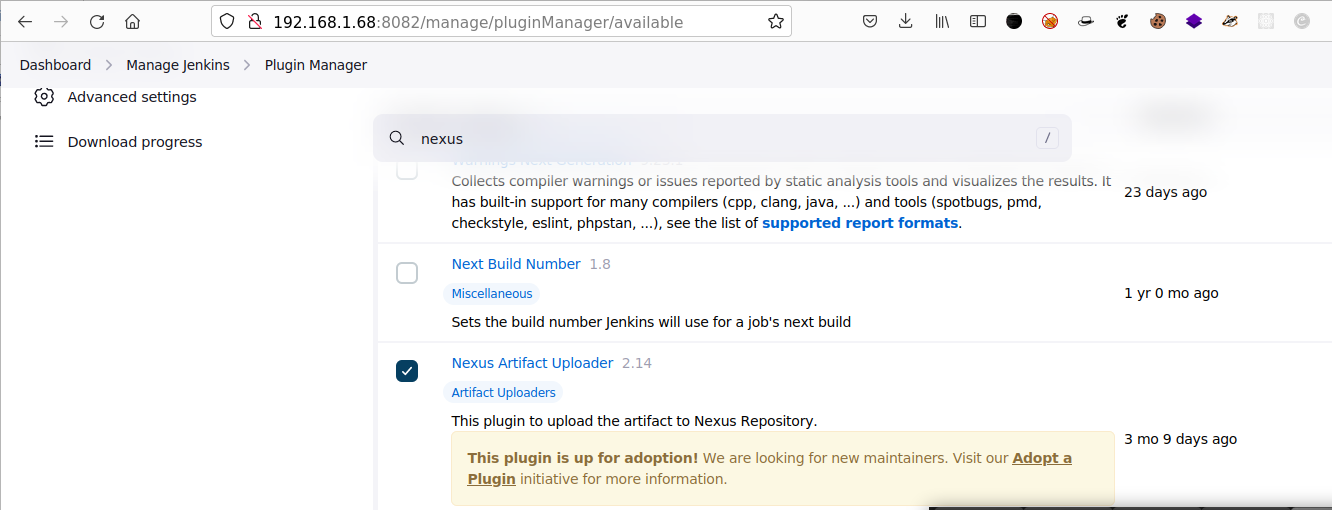 192.168.1.68:8082/manage/pluginManager/available
Dashboard > Manage Jenkins > Plugin Manager
Advanced settings
Download progress
nexus /
Warnings Next Generation
Collects compiler warnings or issues reported by static analysis tools and visualizes the results. It
has built-in support for many compilers (cpp, clang, java, ...) and tools (spotbugs, pmd,
checkstyle, eslint, phpstan, ...), see the list of supported report formats.
23 days ago
Next Build Number 1.8
Miscellaneous
Sets the build number Jenkins will use for a job's next build
1 yr 0 mo ago
Nexus Artifact Uploader 2.14
Artifact Uploaders
This plugin to upload the artifact to Nexus Repository.
This plugin is up for adoption! We are looking for new maintainers. Visit our Adopt a
Plugin initiative for more information.
3 mo 9 days ago